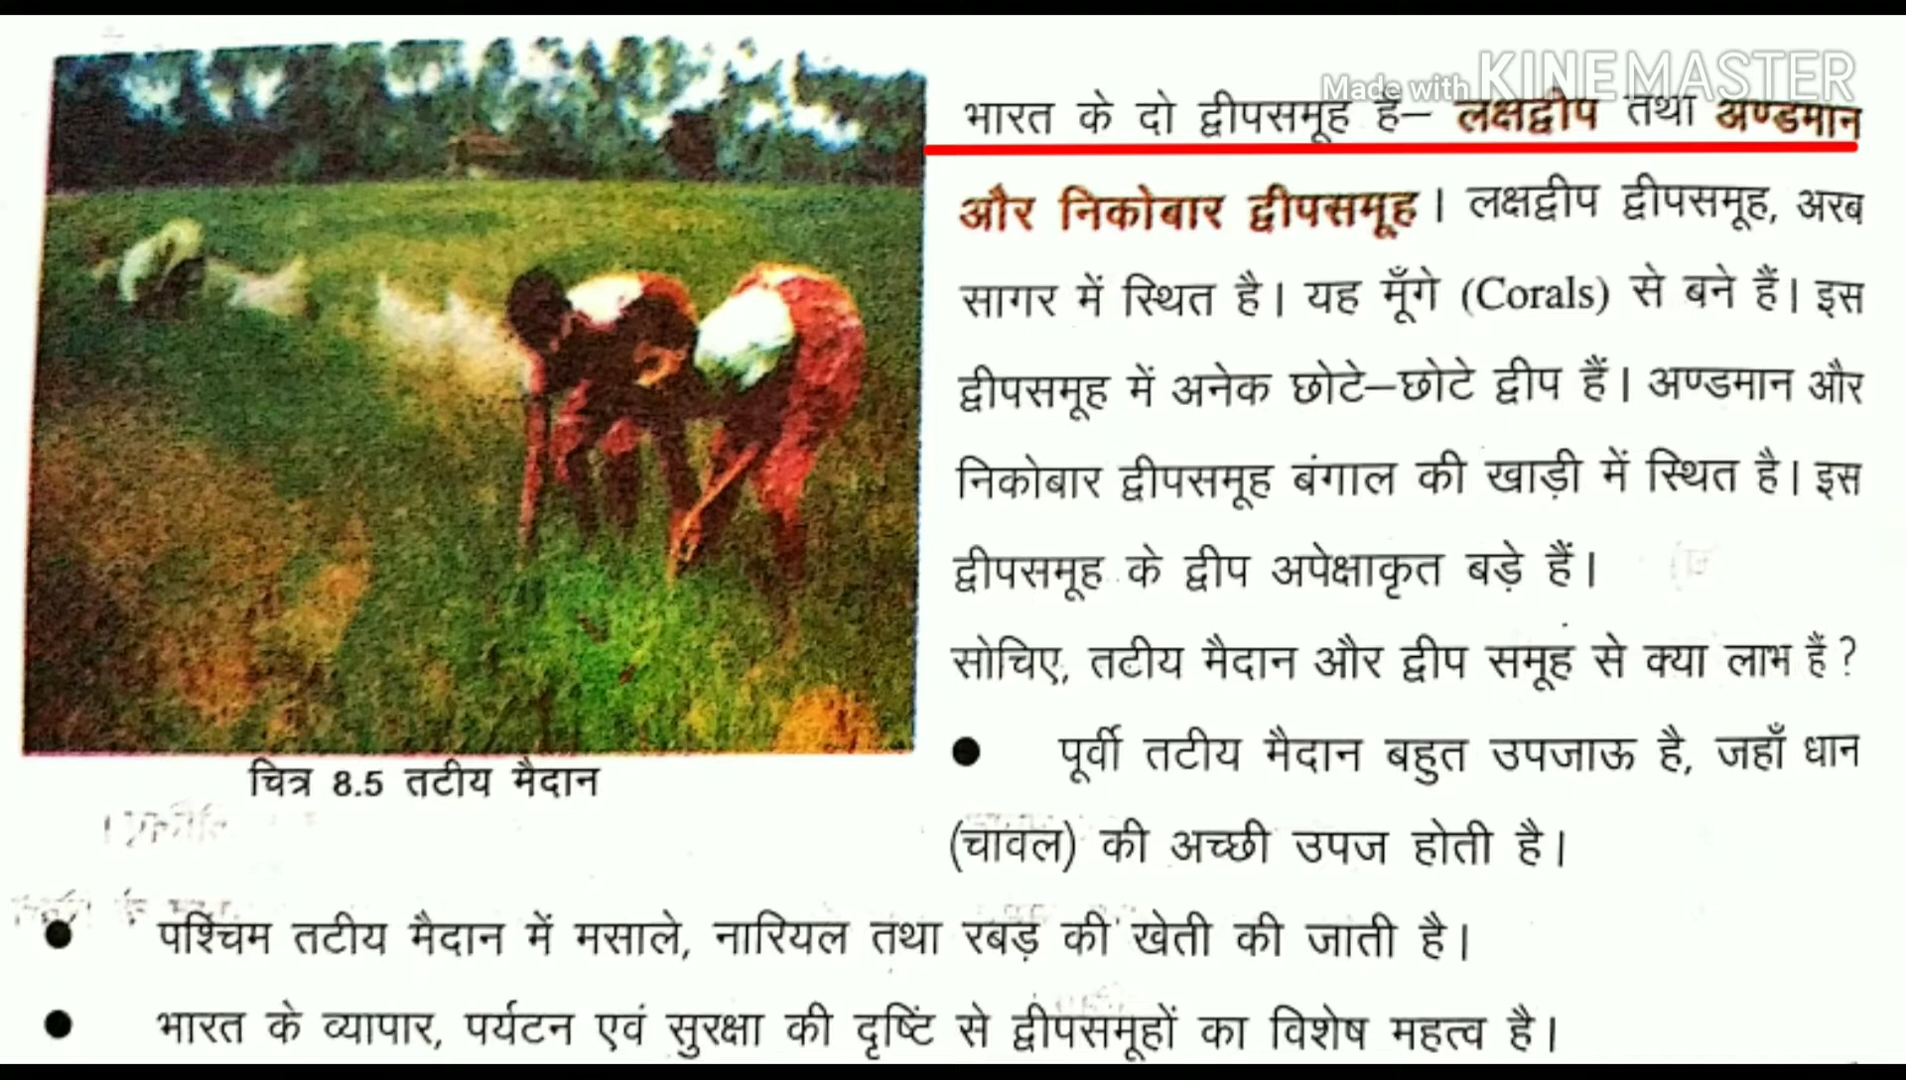 Made with KINEMASTER
भारत के दो द्वीपसमूह हैं– लक्षद्वीप तथा अण्डमान
और निकोबार द्वीपसमूह। लक्षद्वीप द्वीपसमूह, अरब
सागर में स्थित है। यह मूँगे (Corals) से बने हैं। इस
द्वीपसमूह में अनेक छोटे–छोटे द्वीप हैं। अण्डमान और
निकोबार द्वीपसमूह बंगाल की खाड़ी में स्थित है। इस
द्वीपसमूह के द्वीप अपेक्षाकृत बड़े हैं।
सोचिए, तटीय मैदान और द्वीप समूह से क्या लाभ हैं?
● पूर्वी तटीय मैदान बहुत उपजाऊ है, जहाँ धान
(चावल) की अच्छी उपज होती है।
चित्र 8.5 तटीय मैदान
● पश्चिम तटीय मैदान में मसाले, नारियल तथा रबड़ की खेती की जाती है।
● भारत के व्यापार, पर्यटन एवं सुरक्षा की दृष्टि से द्वीपसमूहों का विशेष महत्व है।